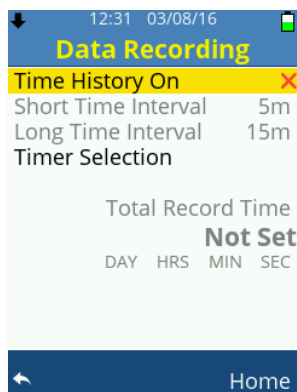 12:31 03/08/16
Data Recording
Time History On
Short Time Interval 5m
Long Time Interval 15m
Timer Selection
Total Record Time
Not Set
DAY HRS MIN SEC
Home